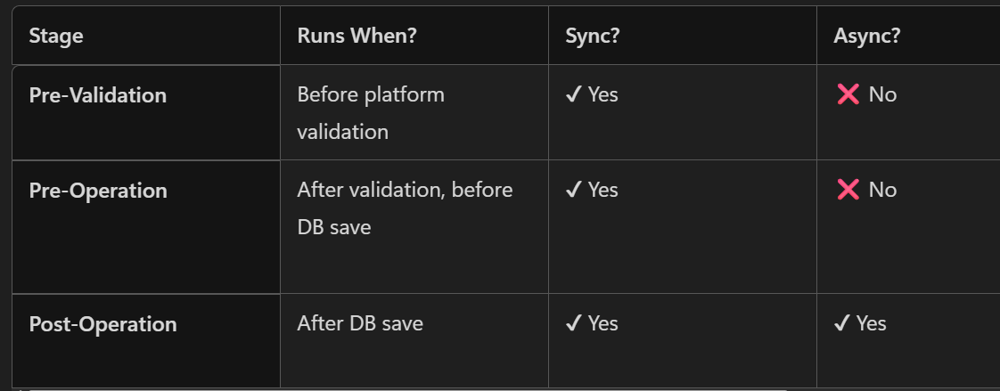 Stage Runs When? Sync? Async?
Pre-Validation Before platform ✓ Yes ❌ No
validation
Pre-Operation After validation, before ✓ Yes ❌ No
DB save
Post-Operation After DB save ✓ Yes ✓ Yes